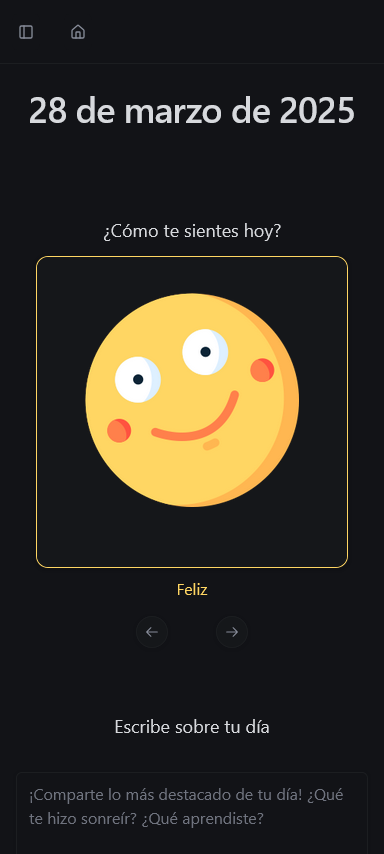 28 de marzo de 2025
¿Cómo te sientes hoy?
Feliz
Escribe sobre tu día
¡Comparte lo más destacado de tu día! ¿Qué
te hizo sonreír? ¿Qué aprendiste?